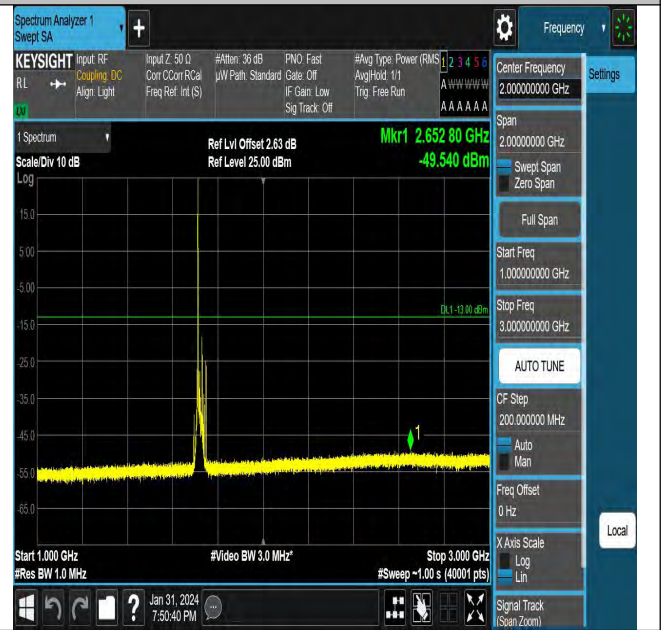 Spectrum Analyzer 1
Swept SA
Frequency
KEYSIGHT
RL
Input: RF
Coupling: DC
Align: Light
Input Z: 50 Ω
Corr CCorr RCal
Freq Ref: Int (S)
#Atten: 36 dB
µW Path: Standard
PNO: Fast
Gate: Off
IF Gain: Low
Sig Track: Off
#Avg Type: Power (RMS
Avg|Hold: 1/1
Trig: Free Run
1 2 3 4 5 6
A W W W W W
A A A A A A
1 Spectrum
Scale/Div 10 dB
Log
Ref Lvl Offset 2.63 dB
Ref Level 25.00 dBm
Mkr1 2.652 80 GHz
-49.540 dBm
15.0
5.00
-5.00
-15.0
-25.0
-35.0
-45.0
-55.0
-65.0
DL1 -13.00 dBm
1
Start 1.000 GHz
#Res BW 1.0 MHz
#Video BW 3.0 MHz*
Stop 3.000 GHz
#Sweep ~1.00 s (40001 pts)
Center Frequency
2.00000000 GHz
Settings
Span
2.00000000 GHz
Swept Span
Zero Span
Full Span
Start Freq
1.000000000 GHz
Stop Freq
3.000000000 GHz
AUTO TUNE
CF Step
200.000000 MHz
Auto
Man
Freq Offset
0 Hz
X Axis Scale
Log
Lin
Local
Signal Track
(Span Zoom)
?
Jan 31, 2024
7:50:40 PM